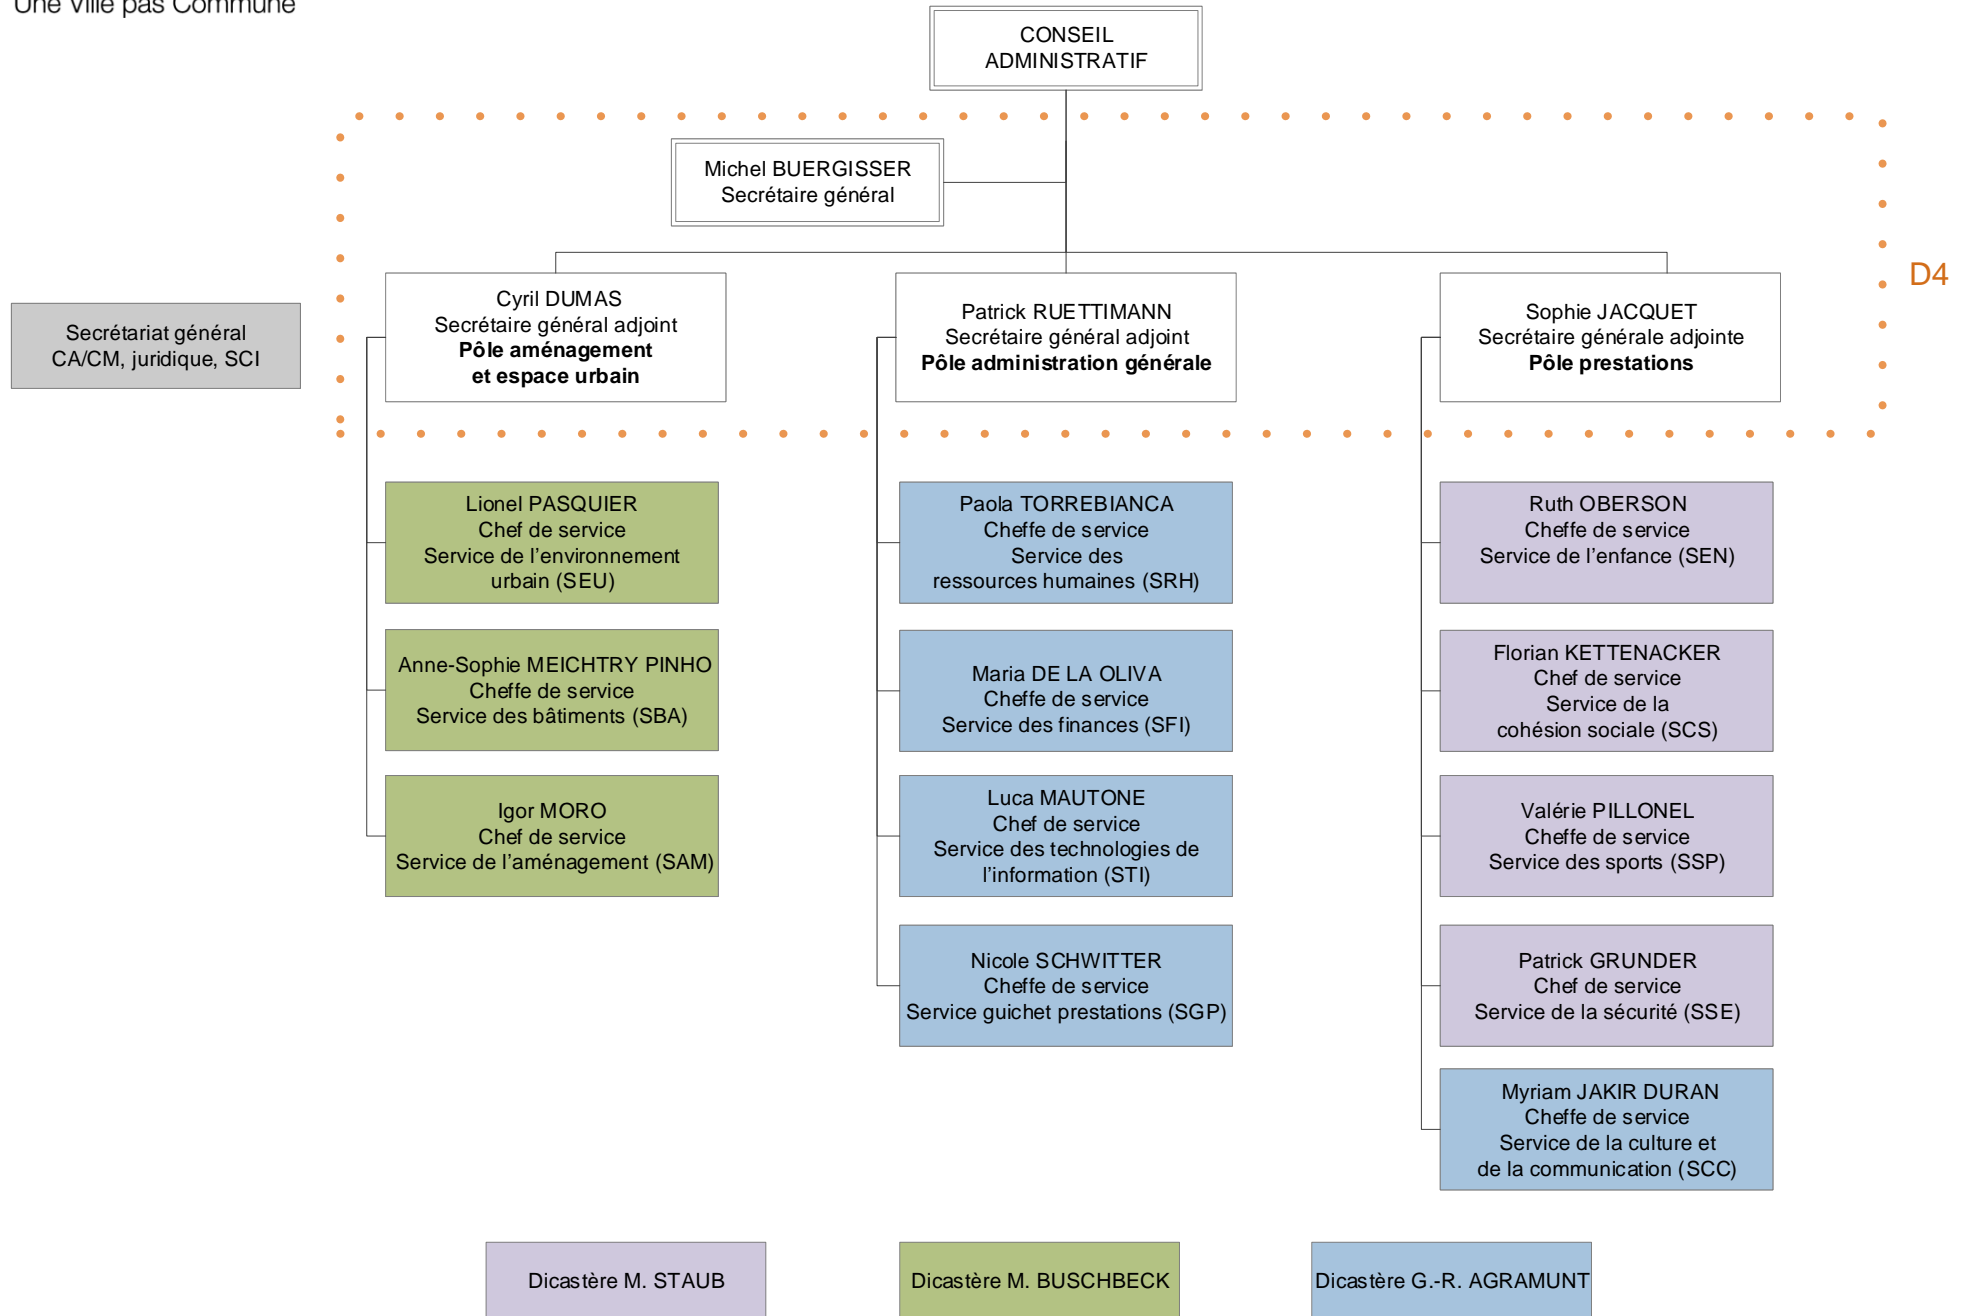 Une Ville pas Commune
CONSEIL
ADMINISTRATIF
Michel BUERGISSER
Secrétaire général
D4
Secrétariat général
CA/CM, juridique, SCI
Cyril DUMAS
Secrétaire général adjoint
Pôle aménagement
et espace urbain
Patrick RUETTIMANN
Secrétaire général adjoint
Pôle administration générale
Sophie JACQUET
Secrétaire générale adjointe
Pôle prestations
Lionel PASQUIER
Chef de service
Service de l’environnement
urbain (SEU)
Anne-Sophie MEICHTRY PINHO
Cheffe de service
Service des bâtiments (SBA)
Igor MORO
Chef de service
Service de l’aménagement (SAM)
Paola TORREBIANCA
Cheffe de service
Service des
ressources humaines (SRH)
Maria DE LA OLIVA
Cheffe de service
Service des finances (SFI)
Luca MAUTONE
Chef de service
Service des technologies de
l’information (STI)
Nicole SCHWITTER
Cheffe de service
Service guichet prestations (SGP)
Ruth OBERSON
Cheffe de service
Service de l’enfance (SEN)
Florian KETTENACKER
Chef de service
Service de la
cohésion sociale (SCS)
Valérie PILLONEL
Cheffe de service
Service des sports (SSP)
Patrick GRUNDER
Chef de service
Service de la sécurité (SSE)
Myriam JAKIR DURAN
Cheffe de service
Service de la culture et
de la communication (SCC)
Dicastère M. STAUB
Dicastère M. BUSCHBECK
Dicastère G.-R. AGRAMUNT